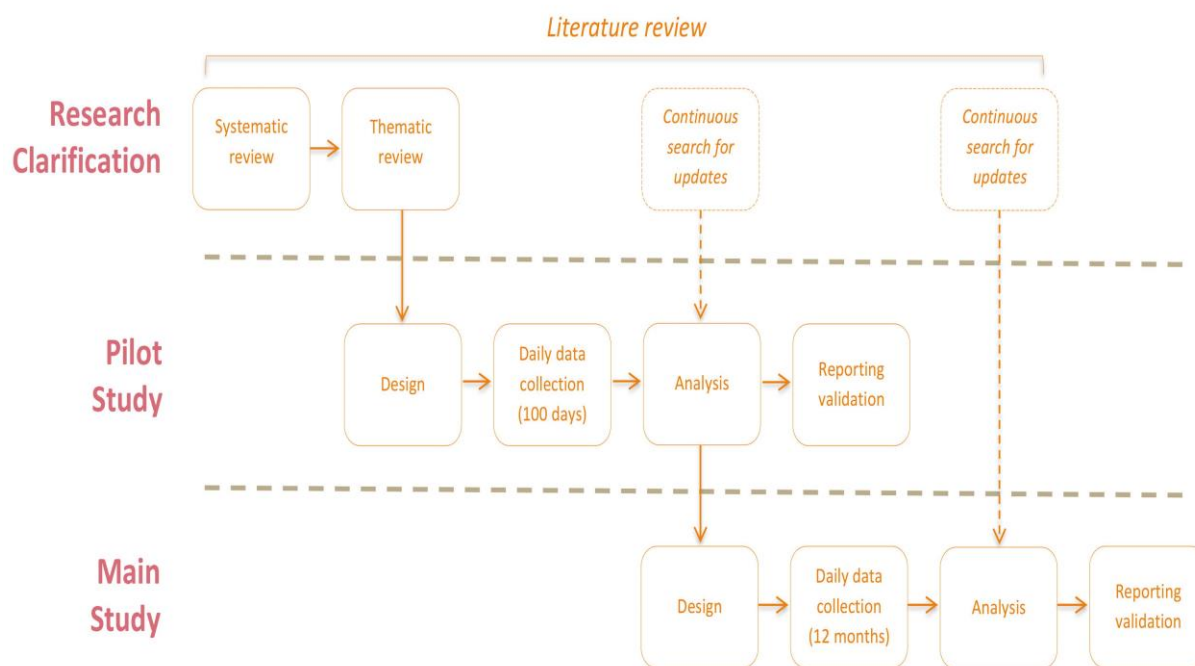 Literature review
Research
Clarification
Systematic
review
Thematic
review
Continuous
search for
updates
Continuous
search for
updates
Pilot
Study
Design
Daily data
collection
(100 days)
Analysis
Reporting
validation
Main
Study
Design
Daily data
collection
(12 months)
Analysis
Reporting
validation